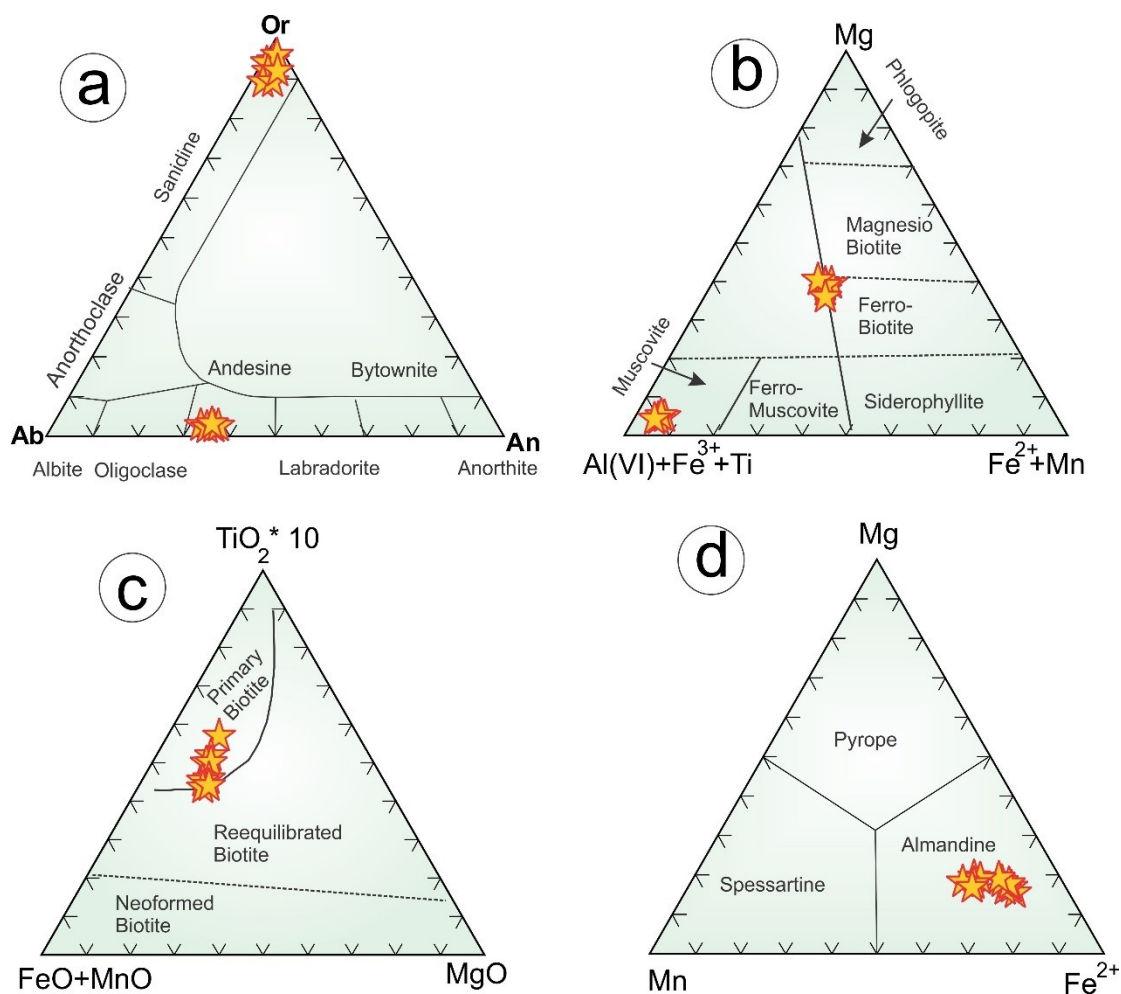 a
Or
Sanidine
Anorthoclase
Andesine
Bytownite
Ab
An
Albite
Oligoclase
Labradorite
Anorthite
b
Mg
Phlogopite
Magnesio
Biotite
Ferro-
Biotite
Muscovite
Ferro-
Muscovite
Siderophyllite
Al(VI)+Fe³⁺+Ti
Fe²⁺+Mn
c
TiO₂* 10
Primary
Biotite
Reequilibrated
Biotite
Neoformed
Biotite
FeO+MnO
MgO
d
Mg
Pyrope
Almandine
Spessartine
Mn
Fe²⁺